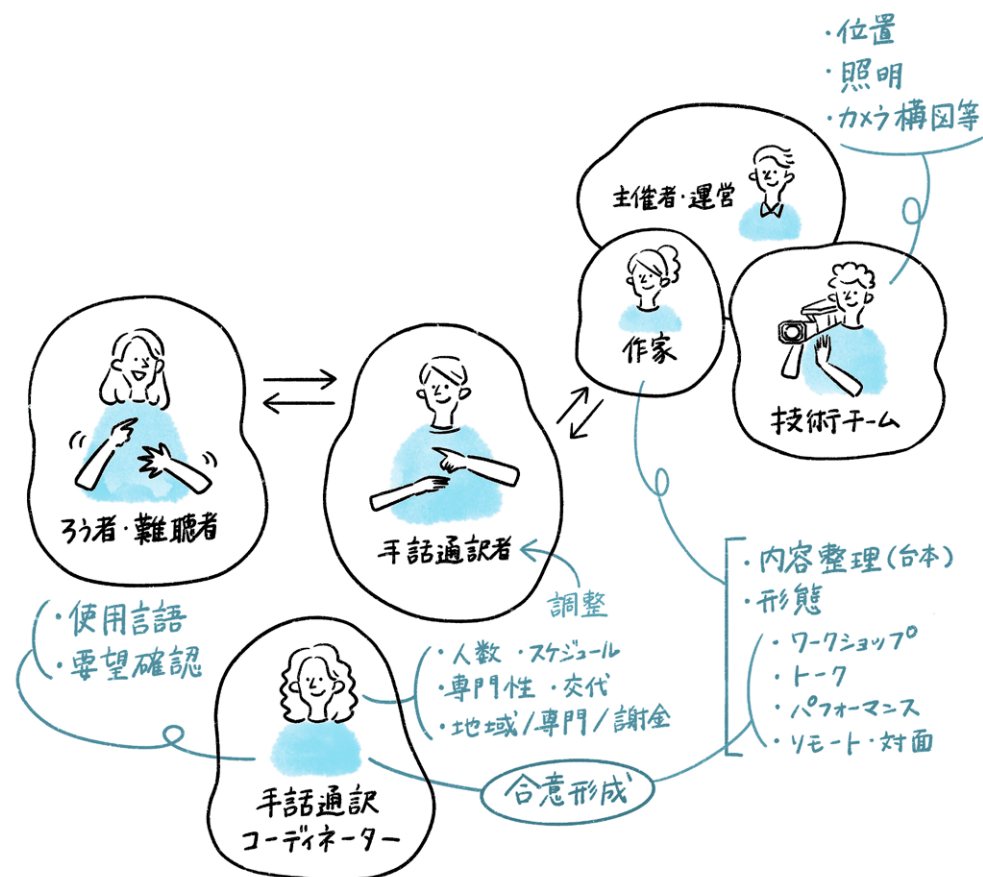 ・位置
・照明
・カメラ構図等
主催者・運営
作家
技術チーム
ろう者・難聴者
手話通訳者
調整
・使用言語
・要望確認
・人数 ・スケジュール
・専門性 ・交代
・地域/専門/謝金
・内容整理(台本)
・形態
・ワークショップ
・トーク
・パフォーマンス
・リモート・対面
合意形成
手話通訳
コーディネーター